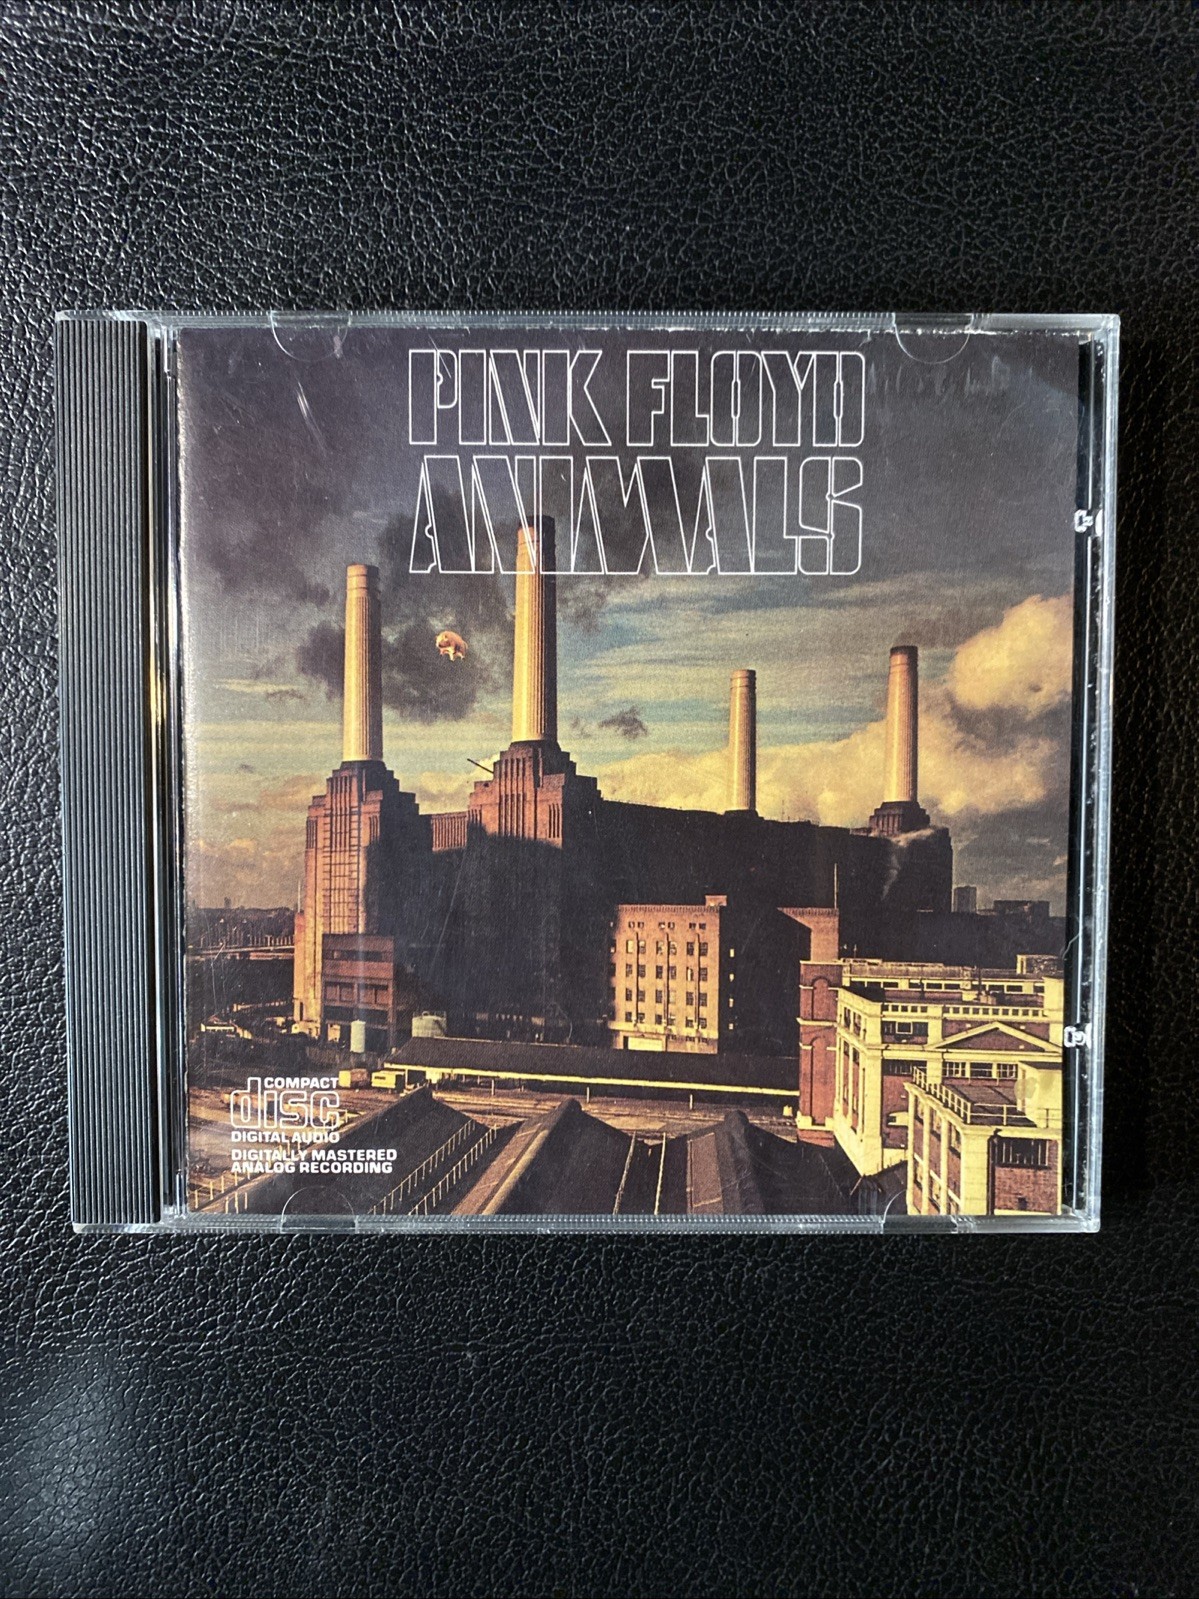 PINK FLOYD
ANIMALS
COMPACT
disc
DIGITAL AUDIO
DIGITALLY MASTERED
ANALOG RECORDING